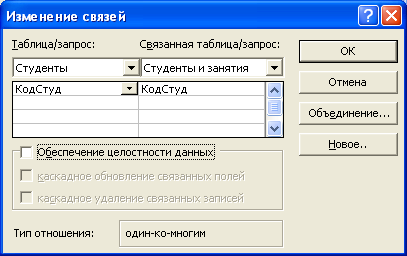 Изменение связей
Таблица/запрос: Связанная таблица/запрос:
Студенты Студенты и занятия
КодСтуд КодСтуд
Обеспечение целостности данных
каскадное обновление связанных полей
каскадное удаление связанных записей
Тип отношения: один-ко-многим
ОК
Отмена
Объединение...
Новое..